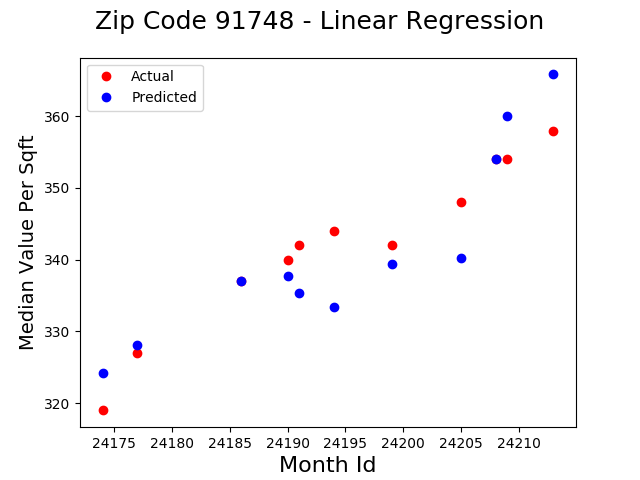 Zip Code 91748 - Linear Regression
Actual
Predicted
Median Value Per Sqft
360
350
340
330
320
24175 24180 24185 24190 24195 24200 24205 24210
Month Id